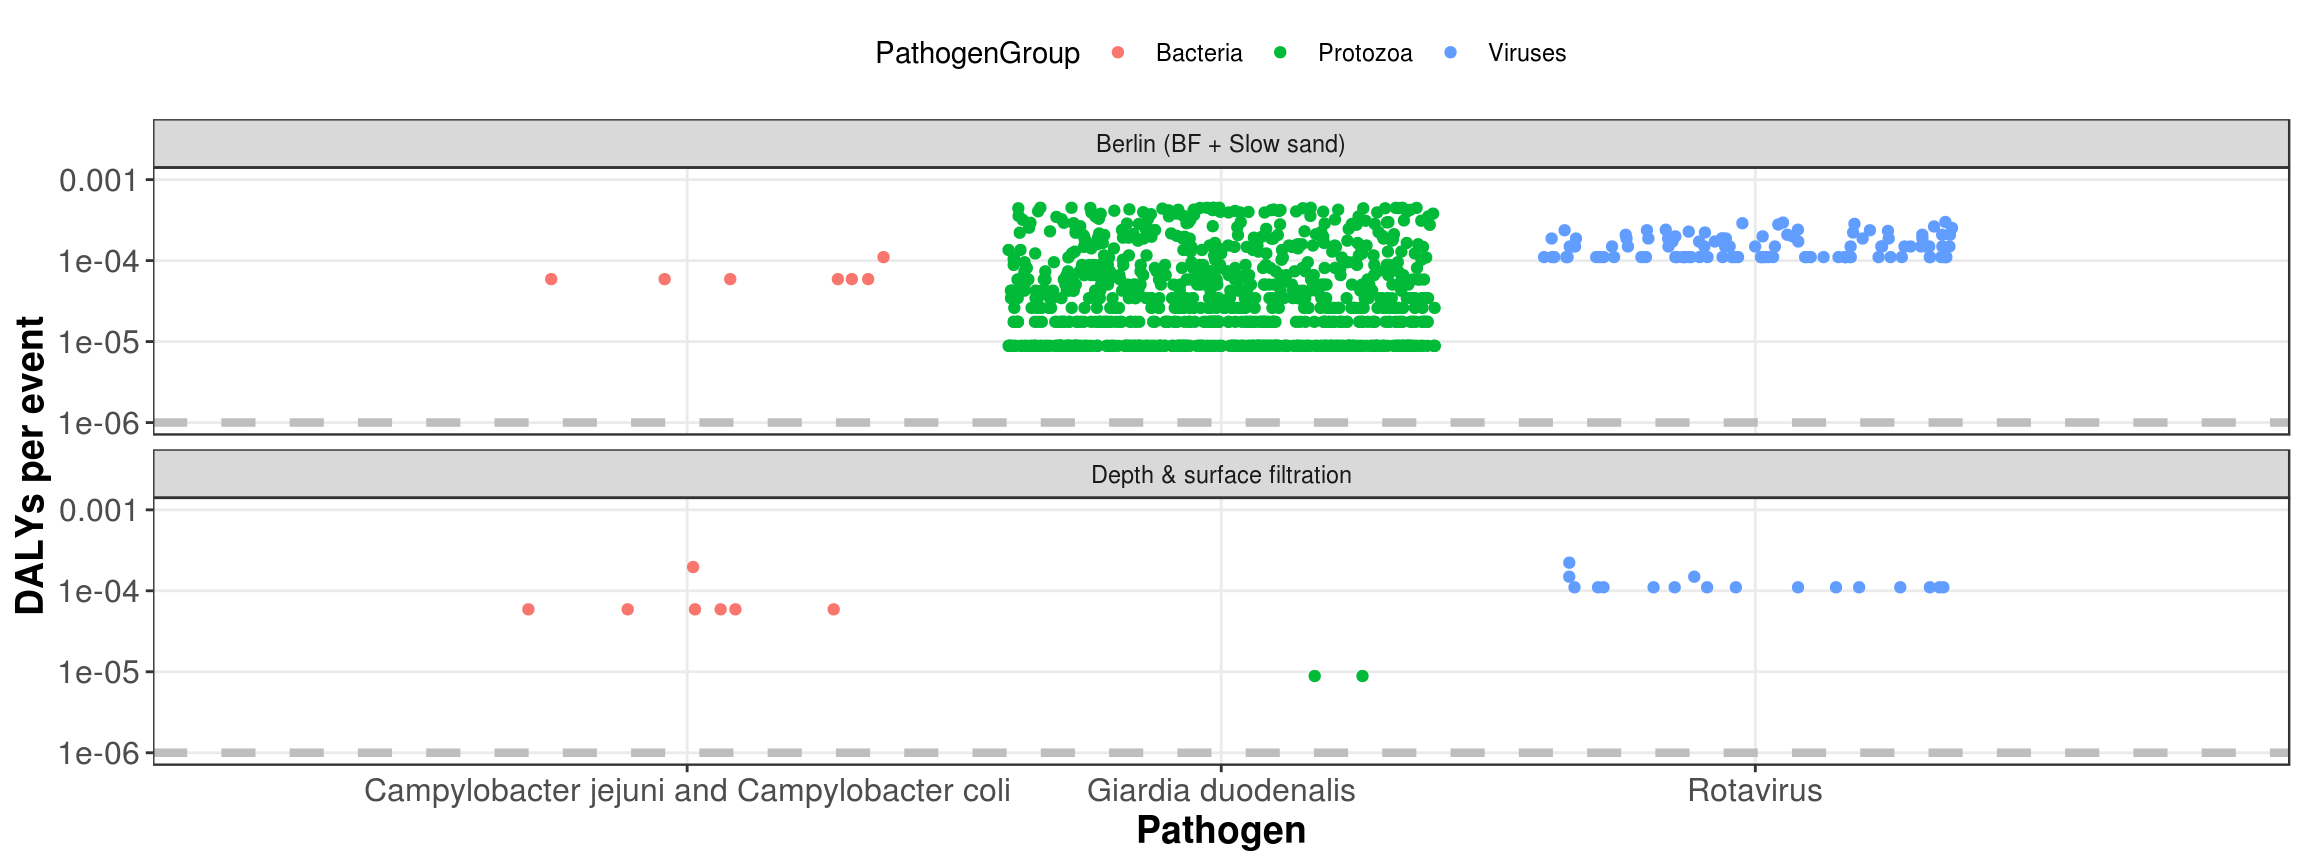 PathogenGroup Bacteria Protozoa Viruses
Berlin (BF + Slow sand)
0.001
1e-04
1e-05
1e-06
Depth & surface filtration
0.001
1e-04
1e-05
1e-06
DALYs per event
Campylobacter jejuni and Campylobacter coli Giardia duodenalis Rotavirus
Pathogen